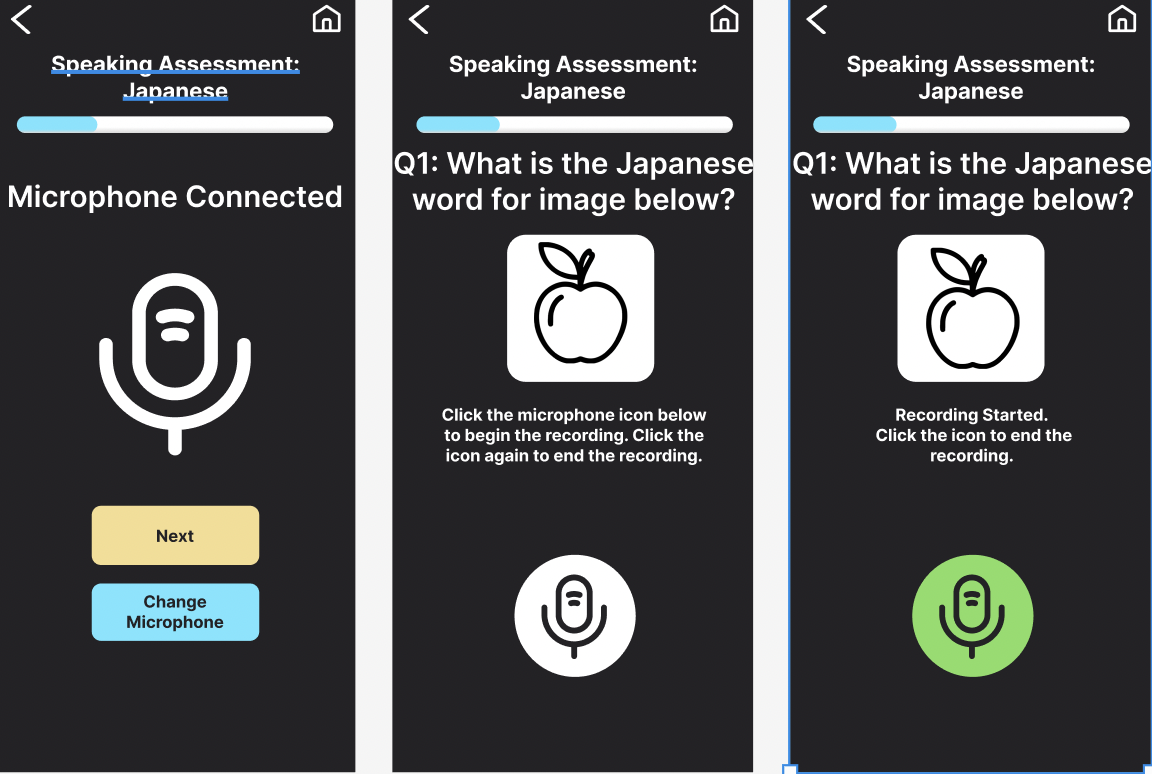 Speaking Assessment:
Japanese
Microphone Connected
Next
Change
Microphone
Speaking Assessment:
Japanese
Q1: What is the Japanese
word for image below?
Click the microphone icon below
to begin the recording. Click the
icon again to end the recording.
Speaking Assessment:
Japanese
Q1: What is the Japanese
word for image below?
Recording Started.
Click the icon to end the
recording.